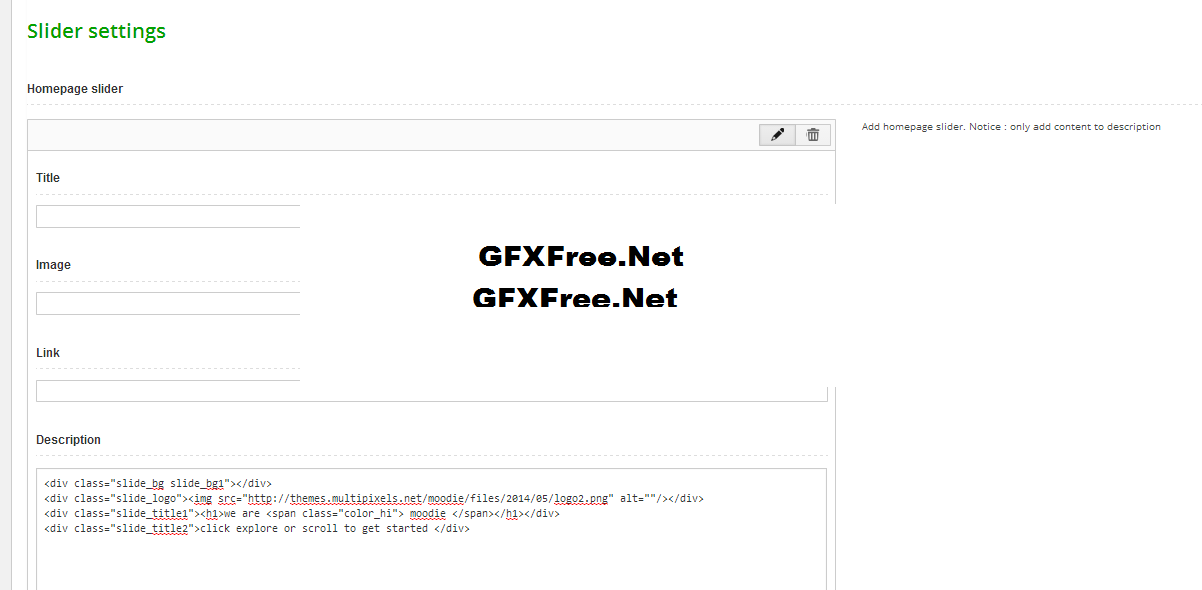 Slider settings
Homepage slider
Add homepage slider. Notice : only add content to description
Title
GFXFree.Net
Image
GFXFree.Net
Link
Description
<div class="slide_bg slide_bg1"></div>
<div class="slide_logo"><img src="http://themes.multipixels.net/moodie/files/2014/05/logo2.png" alt=""/></div>
<div class="slide_title1"><h1>we are <span class="color_hi"> moodie </span></h1></div>
<div class="slide_title2">click explore or scroll to get started </div>